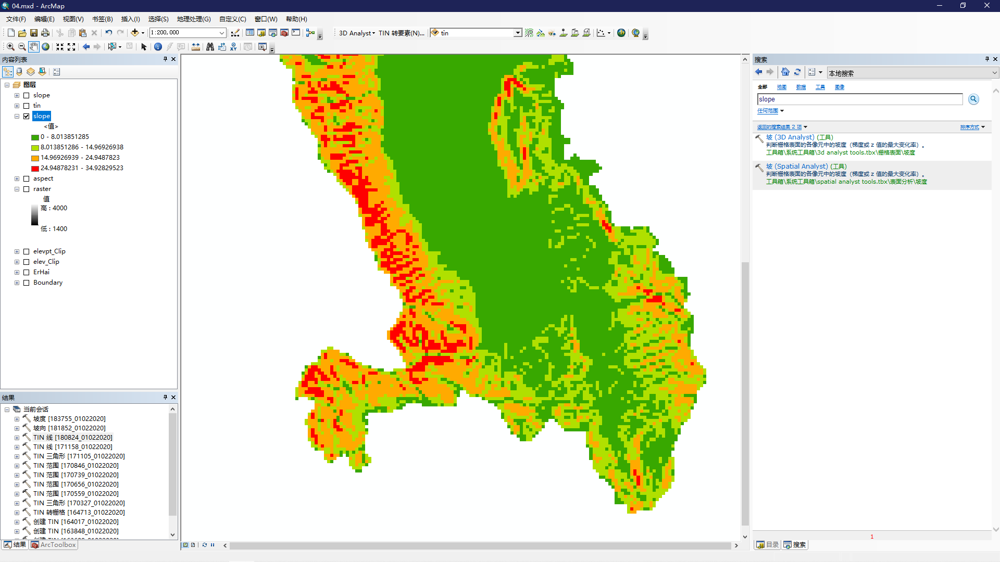 04.mxd - ArcMap
文件(F) 编辑(E) 视图(V) 书签(B) 插入(I) 选择(S) 地理处理(G) 自定义(C) 窗口(W) 帮助(H)
1:200,000 3D Analyst TIN 转要素(N)... tin
内容列表
图层
slope
tin
slope
<值>
0 - 8.013851285
8.013851286 - 14.96926938
14.96926939 - 24.9487823
24.94878231 - 34.92829523
aspect
raster
值
高 : 4000
低 : 1400
elevpt_Clip
elev_Clip
ErHai
Boundary
结果
当前会话
坡度 [183755_01022020]
坡向 [181852_01022020]
TIN 线 [180824_01022020]
TIN 线 [171158_01022020]
TIN 三角形 [171105_01022020]
TIN 范围 [170846_01022020]
TIN 范围 [170739_01022020]
TIN 范围 [170656_01022020]
TIN 范围 [170559_01022020]
TIN 三角形 [170327_01022020]
TIN 转栅格 [164713_01022020]
创建 TIN [164017_01022020]
创建 TIN [163848_01022020]
结果 ArcToolbox
搜索
本地搜索
全部 地图 数据 工具 图像
slope
任何范围
返回的搜索结果 2 项 排序方式
坡 (3D Analyst) (工具)
判断栅格表面的各像元中的坡度（梯度或 z 值的最大变化率）。
工具箱\系统工具箱\3d analyst tools.tbx\栅格表面\坡度
坡 (Spatial Analyst) (工具)
判断栅格表面的各像元中的坡度（梯度或 z 值的最大变化率）。
工具箱\系统工具箱\spatial analyst tools.tbx\表面分析\坡度
1
目录 搜索